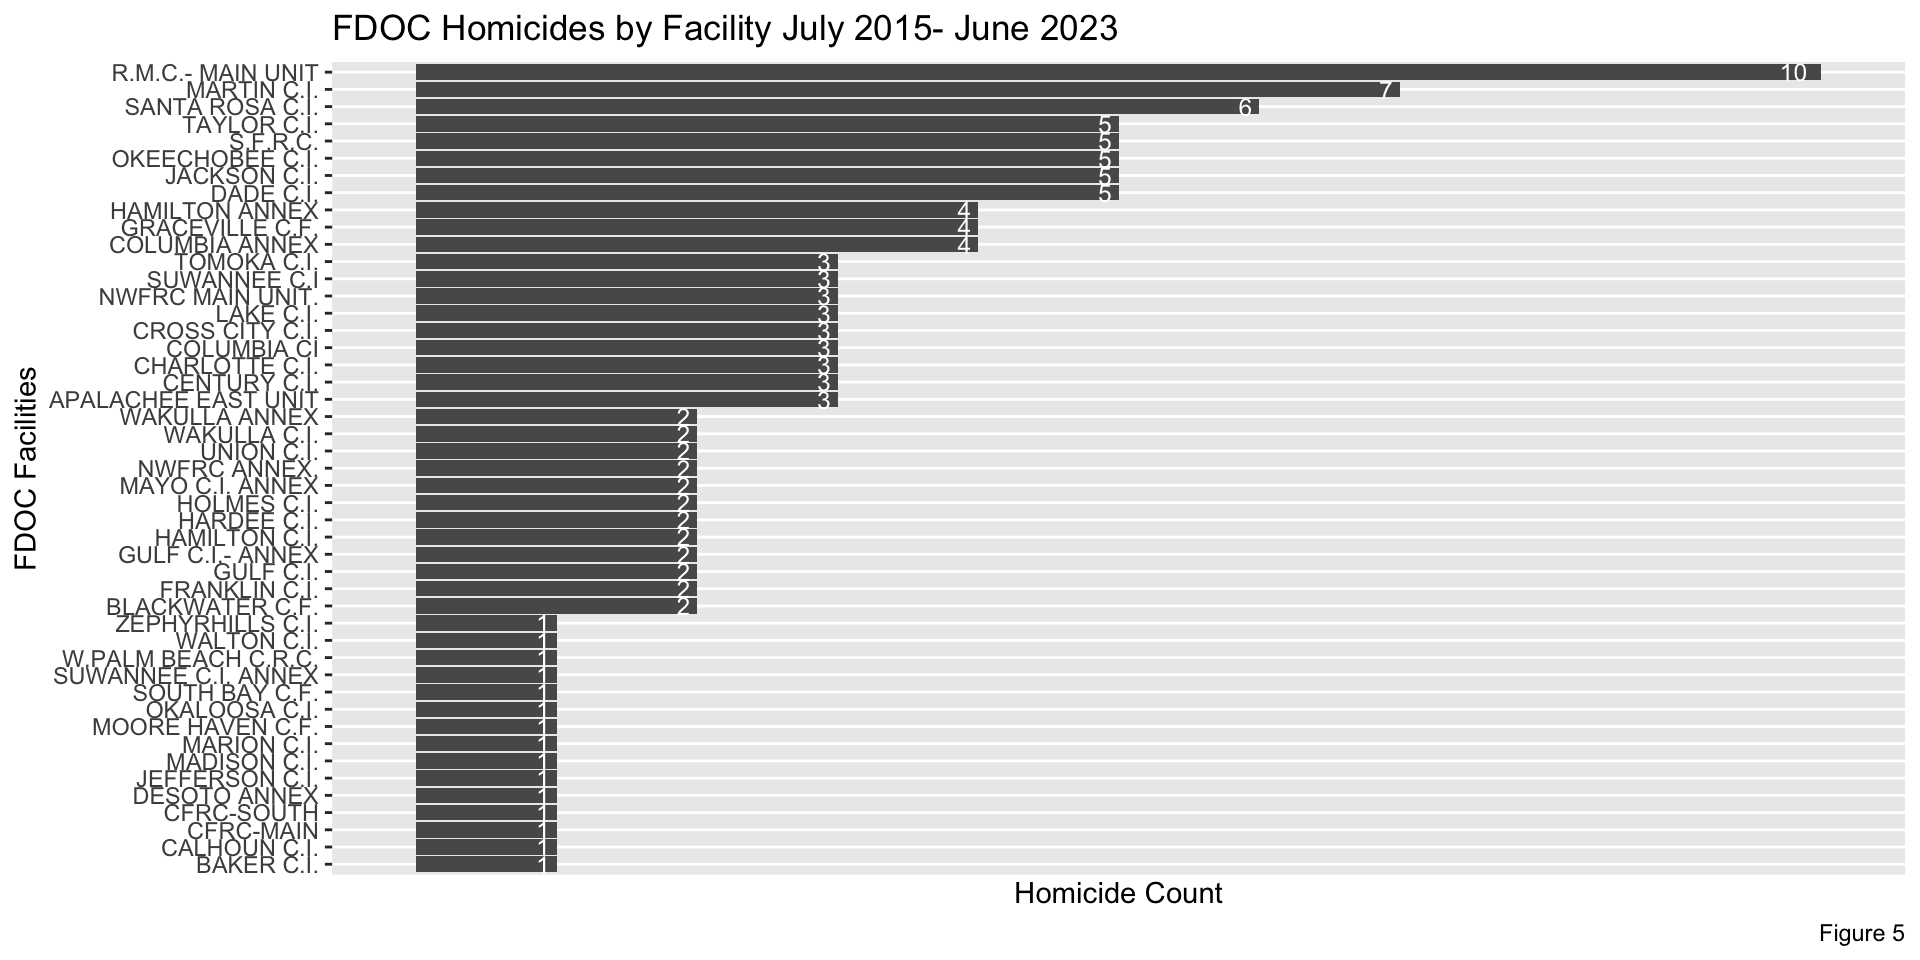 FDOC Homicides by Facility July 2015- June 2023
FDOC Facilities
R.M.C.- MAIN UNIT 10
MARTIN C.I. 7
SANTA ROSA C.I. 6
TAYLOR C.I. 5
S.F.R.C. 5
OKEECHOBEE C.I. 5
JACKSON C.I. 5
DADE C.I. 5
HAMILTON ANNEX 4
GRACEVILLE C.F. 4
COLUMBIA ANNEX 4
TOMOKA C.I. 3
SUWANNEE C.I 3
NWFRC MAIN UNIT. 3
LAKE C.I. 3
CROSS CITY C.I. 3
COLUMBIA CI 3
CHARLOTTE C.I. 3
CENTURY C.I. 3
APALACHEE EAST UNIT 3
WAKULLA ANNEX 2
WAKULLA C.I. 2
UNION C.I. 2
NWFRC ANNEX. 2
MAYO C.I. ANNEX 2
HOLMES C.I. 2
HARDEE C.I. 2
HAMILTON C.I. 2
GULF C.I.- ANNEX 2
GULF C.I. 2
FRANKLIN C.I. 2
BLACKWATER C.F. 2
ZEPHYRHILLS C.I. 1
WALTON C.I. 1
W.PALM BEACH C.R.C. 1
SUWANNEE C.I. ANNEX 1
SOUTH BAY C.F. 1
OKALOOSA C.I. 1
MOORE HAVEN C.F. 1
MARION C.I. 1
MADISON C.I. 1
JEFFERSON C.I. 1
DESOTO ANNEX 1
CFRC-SOUTH 1
CFRC-MAIN 1
CALHOUN C.I. 1
BAKER C.I. 1
Homicide Count
Figure 5